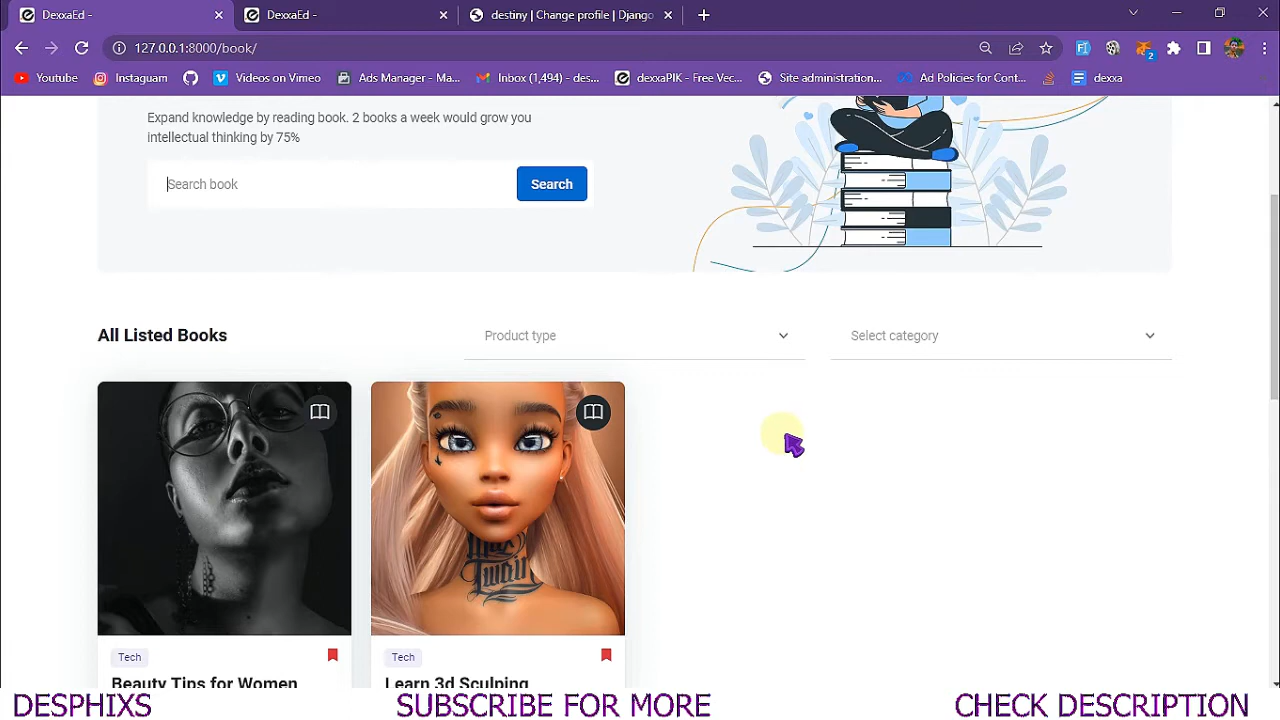 DexxaEd -
DexxaEd -
destiny | Change profile | Django
127.0.0.1:8000/book/
2
Youtube
Instaguam
Videos on Vimeo
Ads Manager - Ma...
Inbox (1,494) - des...
dexxaPIK - Free Vec...
Site administration...
Ad Policies for Cont...
dexxa
Expand knowledge by reading book. 2 books a week would grow you
intellectual thinking by 75%
Search book
Search
All Listed Books
Product type
Select category
Tech
Beauty Tips for Women
Tech
Learn 3d Sculping
DESPHIXS
SUBSCRIBE FOR MORE
CHECK DESCRIPTION